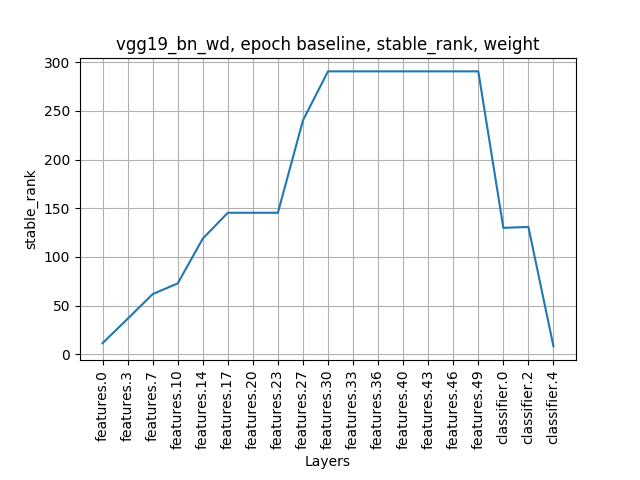 vgg19_bn_wd, epoch baseline, stable_rank, weight
300
250
200
150
100
50
0
stable_rank
features.0
features.3
features.7
features.10
features.14
features.17
features.20
features.23
features.27
features.30
features.33
features.36
features.40
features.43
features.46
features.49
classifier.0
classifier.2
classifier.4
Layers